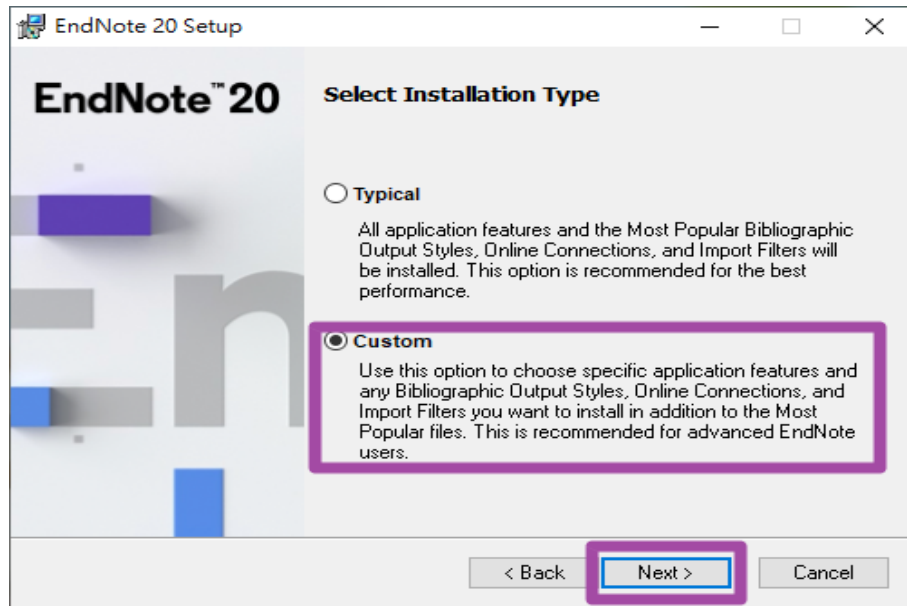 EndNote 20 Setup
EndNote™20
Select Installation Type
Typical
All application features and the Most Popular Bibliographic
Output Styles, Online Connections, and Import Filters will
be installed. This option is recommended for the best
performance.
Custom
Use this option to choose specific application features and
any Bibliographic Output Styles, Online Connections, and
Import Filters you want to install in addition to the Most
Popular files. This is recommended for advanced EndNote
users.
< Back
Next >
Cancel